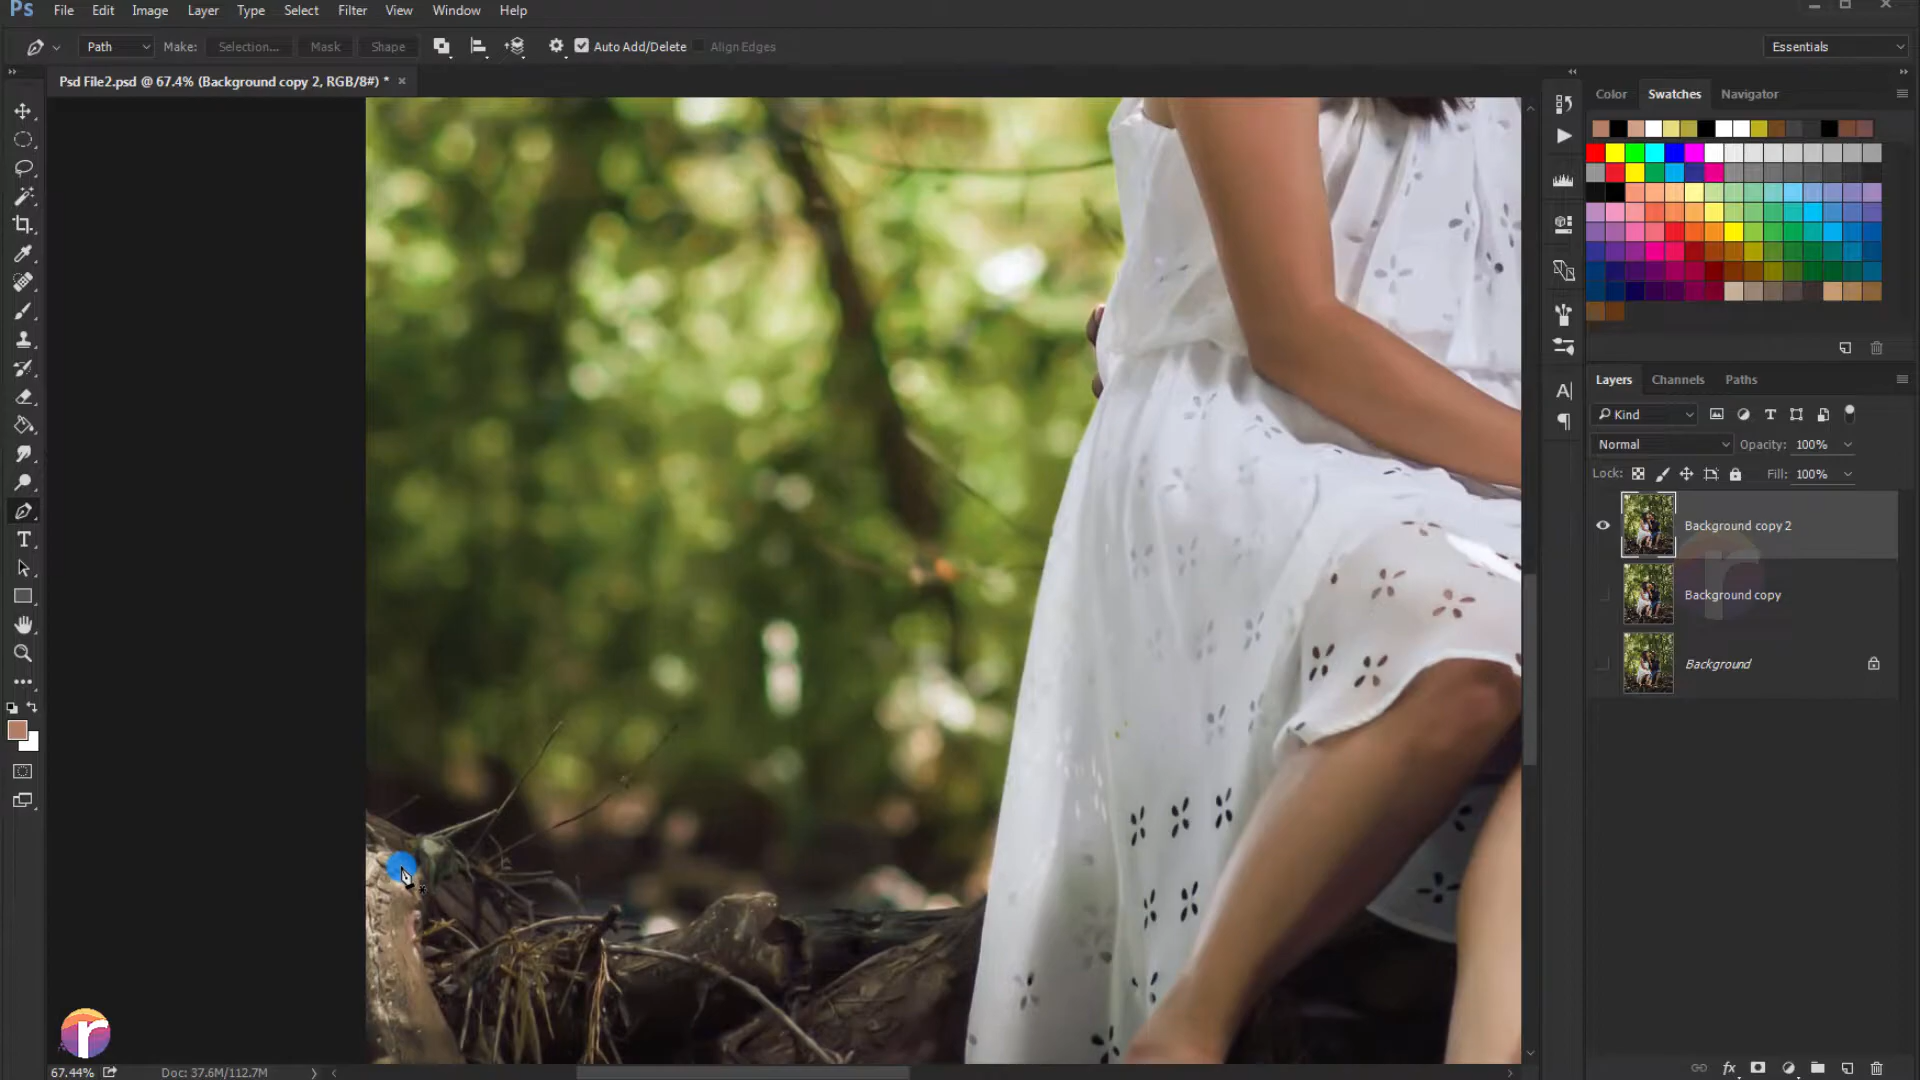 Ps File Edit Image Layer Type Select Filter View Window Help
Path Make: Selection... Mask Shape Auto Add/Delete Align Edges Essentials
Psd File2.psd @ 67.4% (Background copy 2, RGB/8#) * ×
Color Swatches Navigator
Layers Channels Paths
Kind
Normal Opacity: 100%
Lock: Fill: 100%
Background copy 2
Background copy
Background
67.44% Doc: 37.6M/112.7M